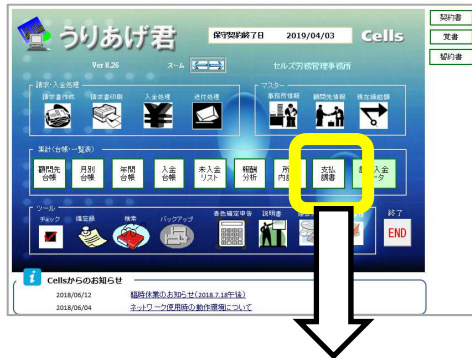 うりあげ君
保守契約終了日 2019/04/03
Cells
契約書
覚書
誓約書
Ver 8.26
ズーム
セルズ労務管理事務所
請求・入金処理
マスター
請求書作成
請求書印刷
入金処理
送付処理
事務所情報
顧問先情報
報酬
集計(台帳・一覧表)
顧問先台帳
月別台帳
年間台帳
入金台帳
未入金リスト
報酬分析
支払調書
ツール
チェック
備忘録
検索
バックアップ
青色確定申告
説明書
終了
END
Cellsからのお知らせ
2018/06/12 臨時休業のお知らせ(2018.7.18午後)
2018/06/04 ネットワーク使用時の動作環境について